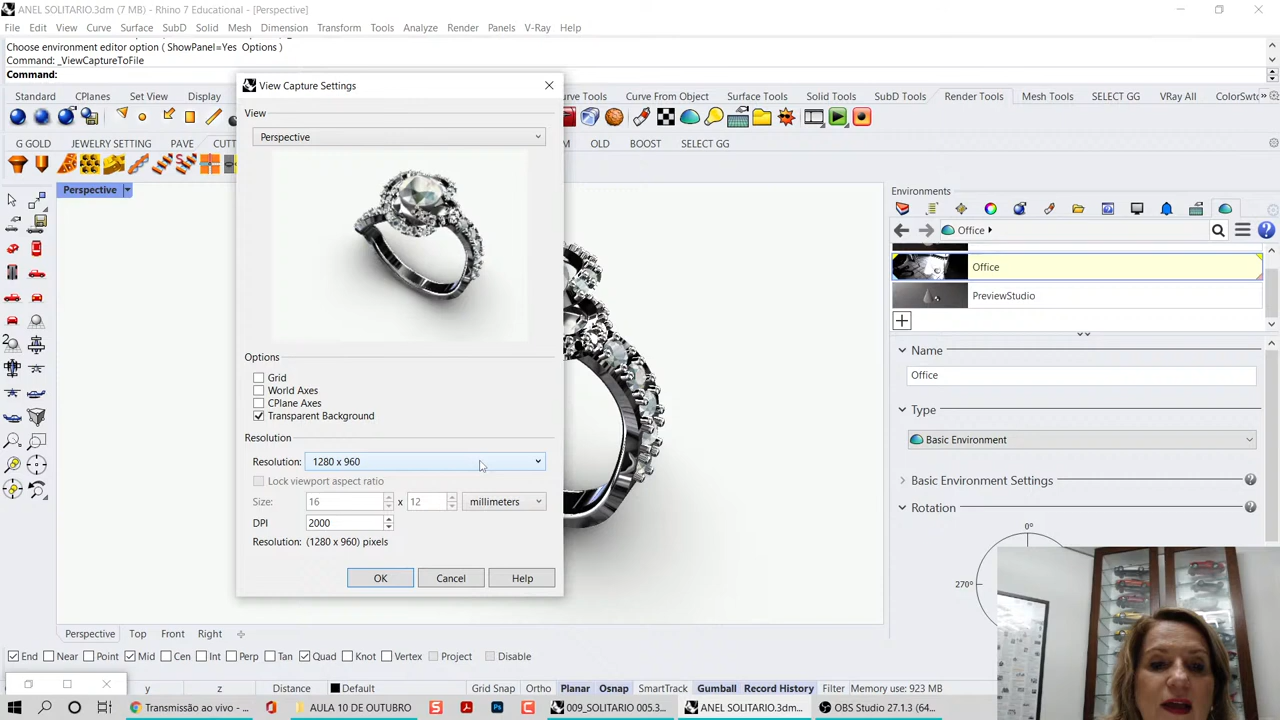 ANEL SOLITARIO.3dm (7 MB) - Rhino 7 Educational - [Perspective]
File Edit View Curve Surface SubD Solid Mesh Dimension Transform Tools Analyze Render Panels V-Ray Help
Choose environment editor option ( ShowPanel=Yes Options )
Command: _ViewCaptureToFile
Command:
Standard CPlanes Set View Display Curve Tools Curve From Object Surface Tools Solid Tools SubD Tools Render Tools Mesh Tools SELECT GG VRay All
G GOLD JEWELRY SETTING PAVE OLD BOOST SELECT GG
Perspective
View Capture Settings
View
Perspective
Options
Grid
World Axes
CPlane Axes
Transparent Background
Resolution
Resolution: 1280 x 960
Lock viewport aspect ratio
Size: 16 x 12 millimeters
DPI 2000
Resolution: (1280 x 960) pixels
OK Cancel Help
Environments
Office
Office
PreviewStudio
Name
Office
Type
Basic Environment
Basic Environment Settings
Rotation
0°
270°
Perspective Top Front Right
End Near Point Mid Cen Int Perp Tan Quad Knot Vertex Project Disable
y z Distance Default Grid Snap Ortho Planar Osnap SmartTrack Gumball Record History Filter Memory use: 923 MB
Transmissão ao vivo - ... AULA 10 DE OUTUBRO 009_SOLITARIO 005.3... ANEL SOLITARIO.3dm... OBS Studio 27.1.3 (64...